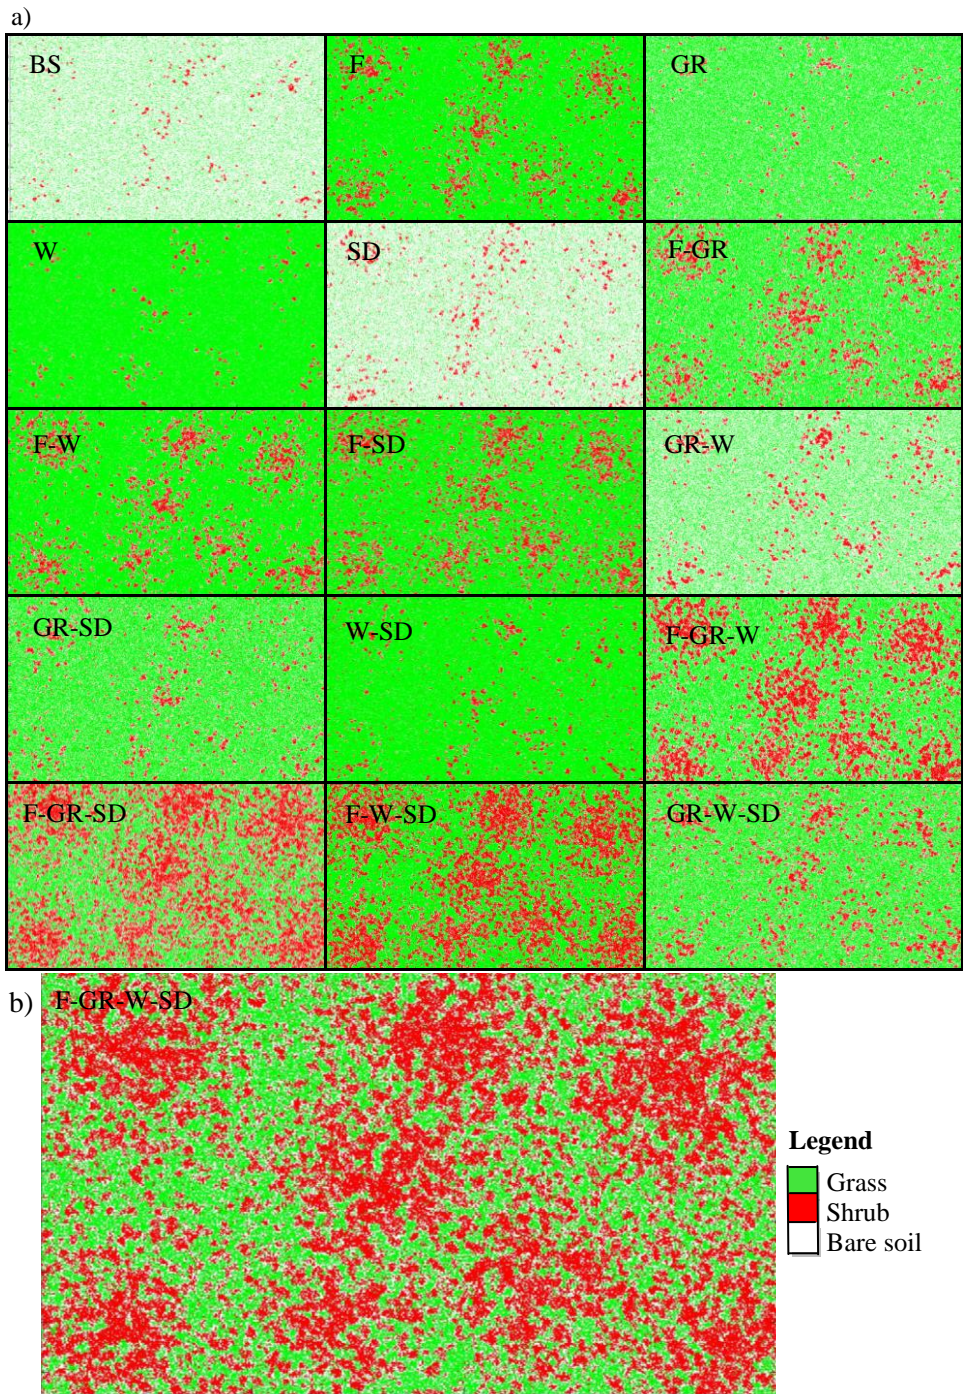 a)
BS
F
GR
W
SD
F-GR
F-W
F-SD
GR-W
GR-SD
W-SD
F-GR-W
F-GR-SD
F-W-SD
GR-W-SD
b)
F-GR-W-SD
Legend
Grass
Shrub
Bare soil